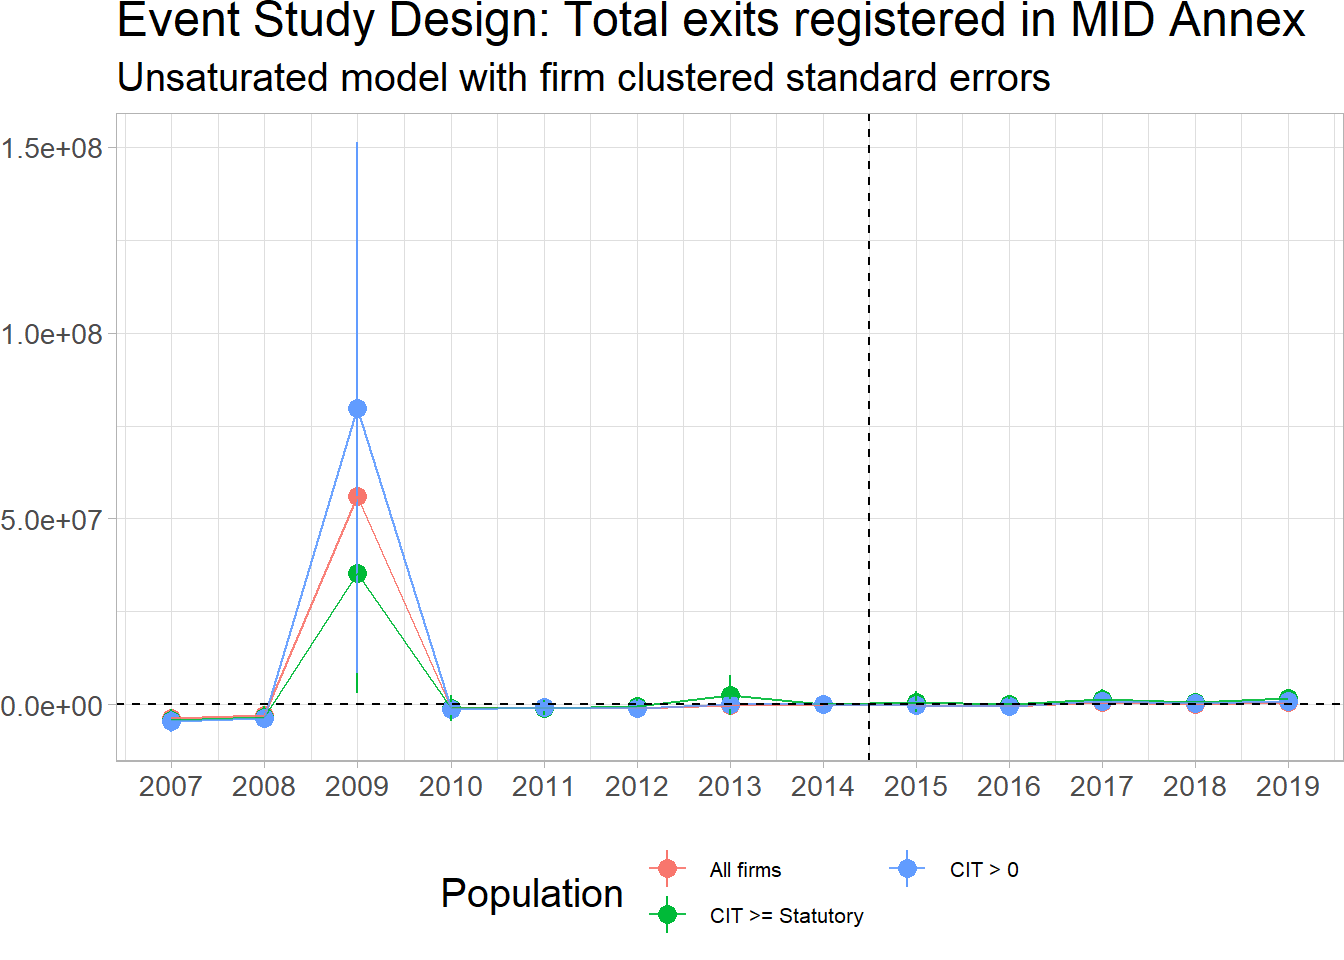 Event Study Design: Total exits registered in MID Annex
Unsaturated model with firm clustered standard errors
1.5e+08
1.0e+08
5.0e+07
0.0e+00
2007 2008 2009 2010 2011 2012 2013 2014 2015 2016 2017 2018 2019
Population
All firms
CIT > 0
CIT >= Statutory